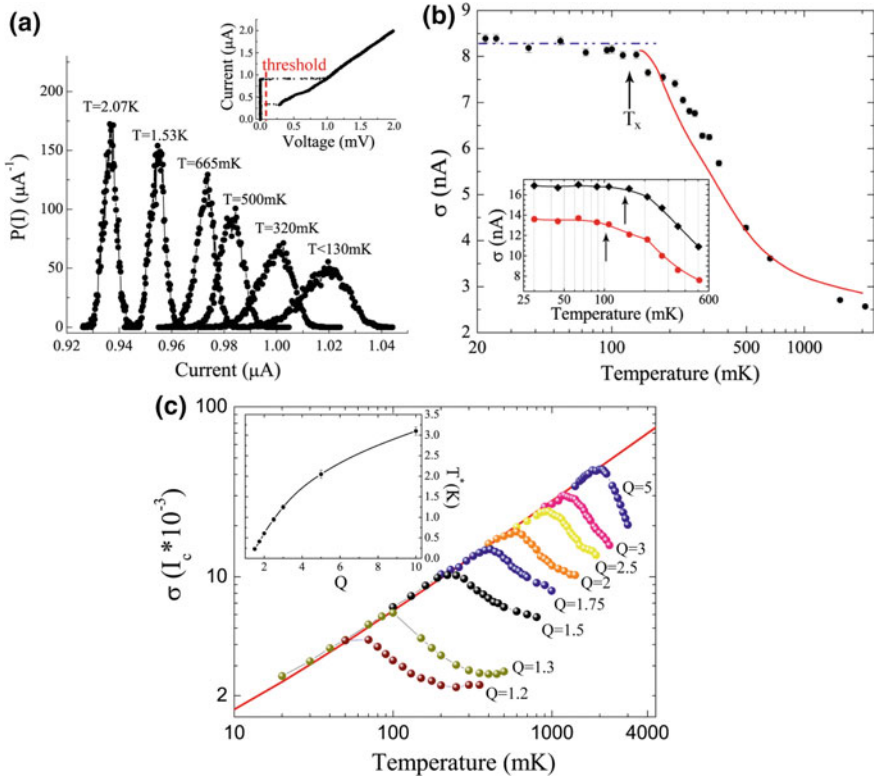 (a)
200
150
100
50
0
P(I) (μA⁻¹)
0.92 0.94 0.96 0.98 1.00 1.02 1.04
Current (μA)
T=2.07K
T=1.53K
T=665mK
T=500mK
T=320mK
T<130mK
Current (μA)
2.0
1.5
1.0
0.5
0.0
threshold
0.0 0.5 1.0 1.5 2.0
Voltage (mV)
(b)
9
8
7
6
5
4
3
2
σ (nA)
20 100 500 1000
Temperature (mK)
Tx
σ (nA)
16
14
12
10
8
25 50 100 600
Temperature (mK)
(c)
100
10
2
σ (Ic*10⁻³)
10 100 1000 4000
Temperature (mK)
3.5
3.0
2.5
2.0
1.5
1.0
0.5
0.0
T*(K)
2 4 6 8 10
Q
Q=5
Q=3
Q=2.5
Q=2
Q=1.75
Q=1.5
Q=1.3
Q=1.2